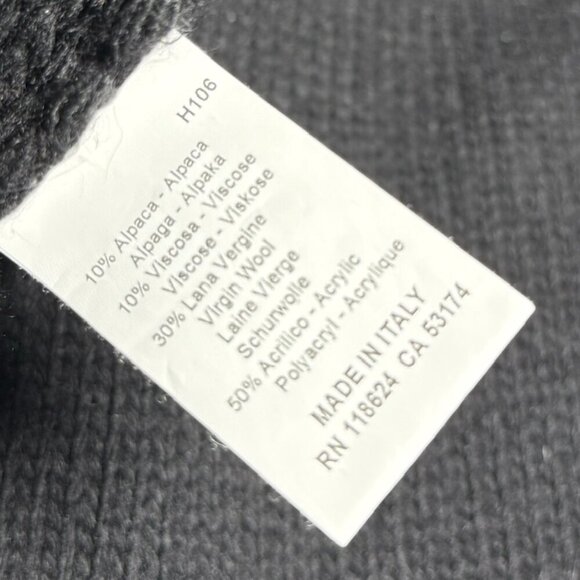 H106
10% Alpaca - Alpaca
Alpaga - Alpaka
10% Viscosa - Viscose
Viscose - Viskose
30% Lana Vergine
Virgin Wool
Laine Vierge
Schurwolle
50% Acrilico - Acrylic
Polyacryl - Acrylique
MADE IN ITALY
RN 118624 CA 53174